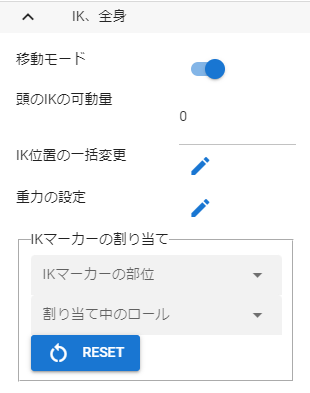 IK、全身
移動モード
頭のIKの可動量
0
IK位置の一括変更
重力の設定
IKマーカーの割り当て
IKマーカーの部位
割り当て中のロール
RESET